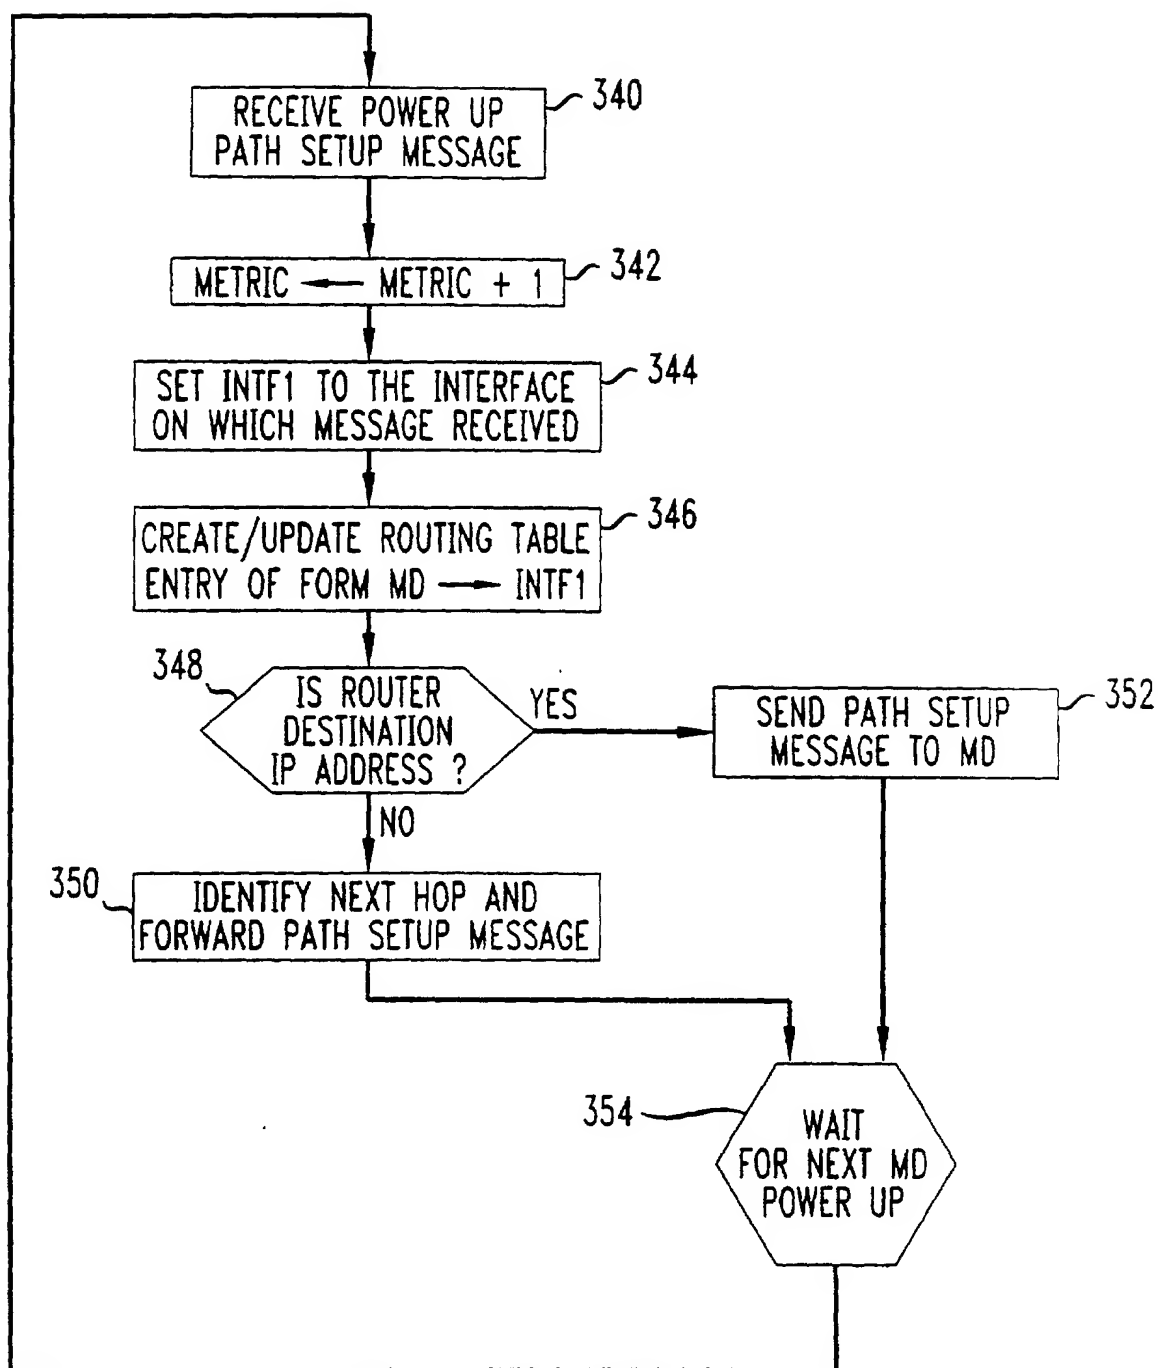 RECEIVE POWER UP
PATH SETUP MESSAGE
340
METRIC ← METRIC + 1
342
SET INTF1 TO THE INTERFACE
ON WHICH MESSAGE RECEIVED
344
CREATE/UPDATE ROUTING TABLE
ENTRY OF FORM MD → INTF1
346
348
IS ROUTER
DESTINATION
IP ADDRESS ?
YES
NO
SEND PATH SETUP
MESSAGE TO MD
352
350
IDENTIFY NEXT HOP AND
FORWARD PATH SETUP MESSAGE
354
WAIT
FOR NEXT MD
POWER UP